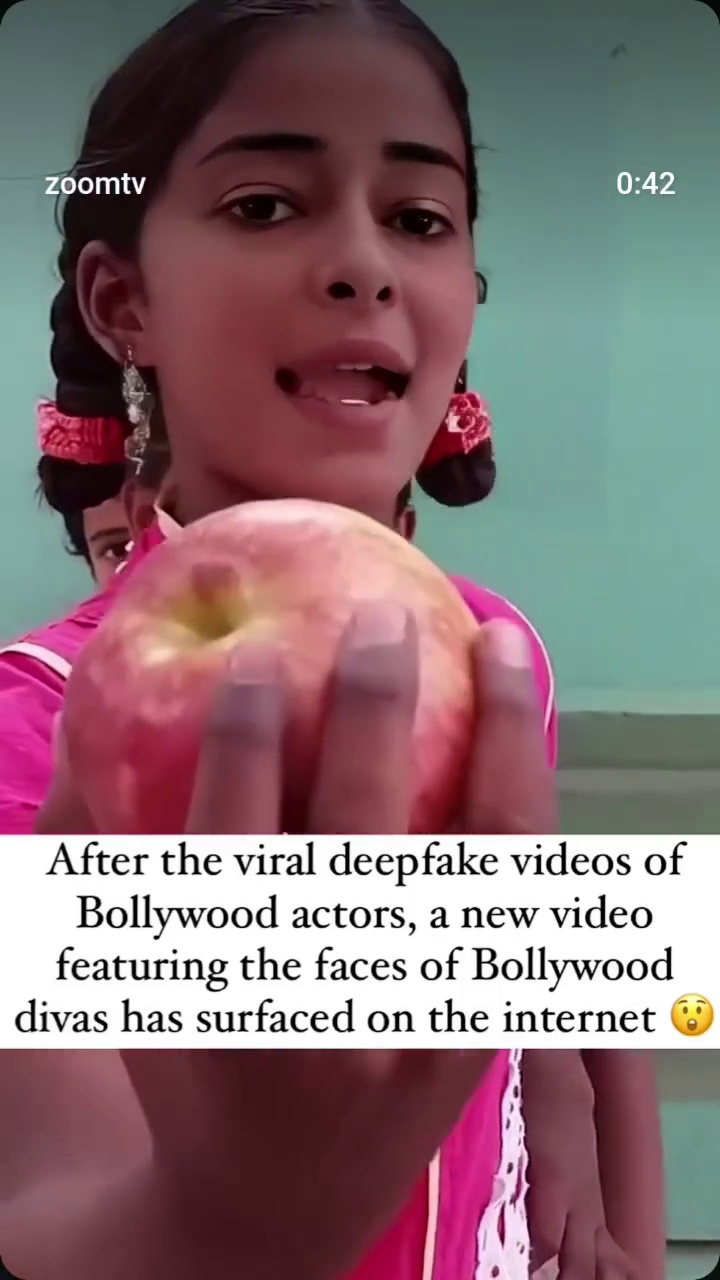 zoomtv
0:42
After the viral deepfake videos of
Bollywood actors, a new video
featuring the faces of Bollywood
divas has surfaced on the internet 😲